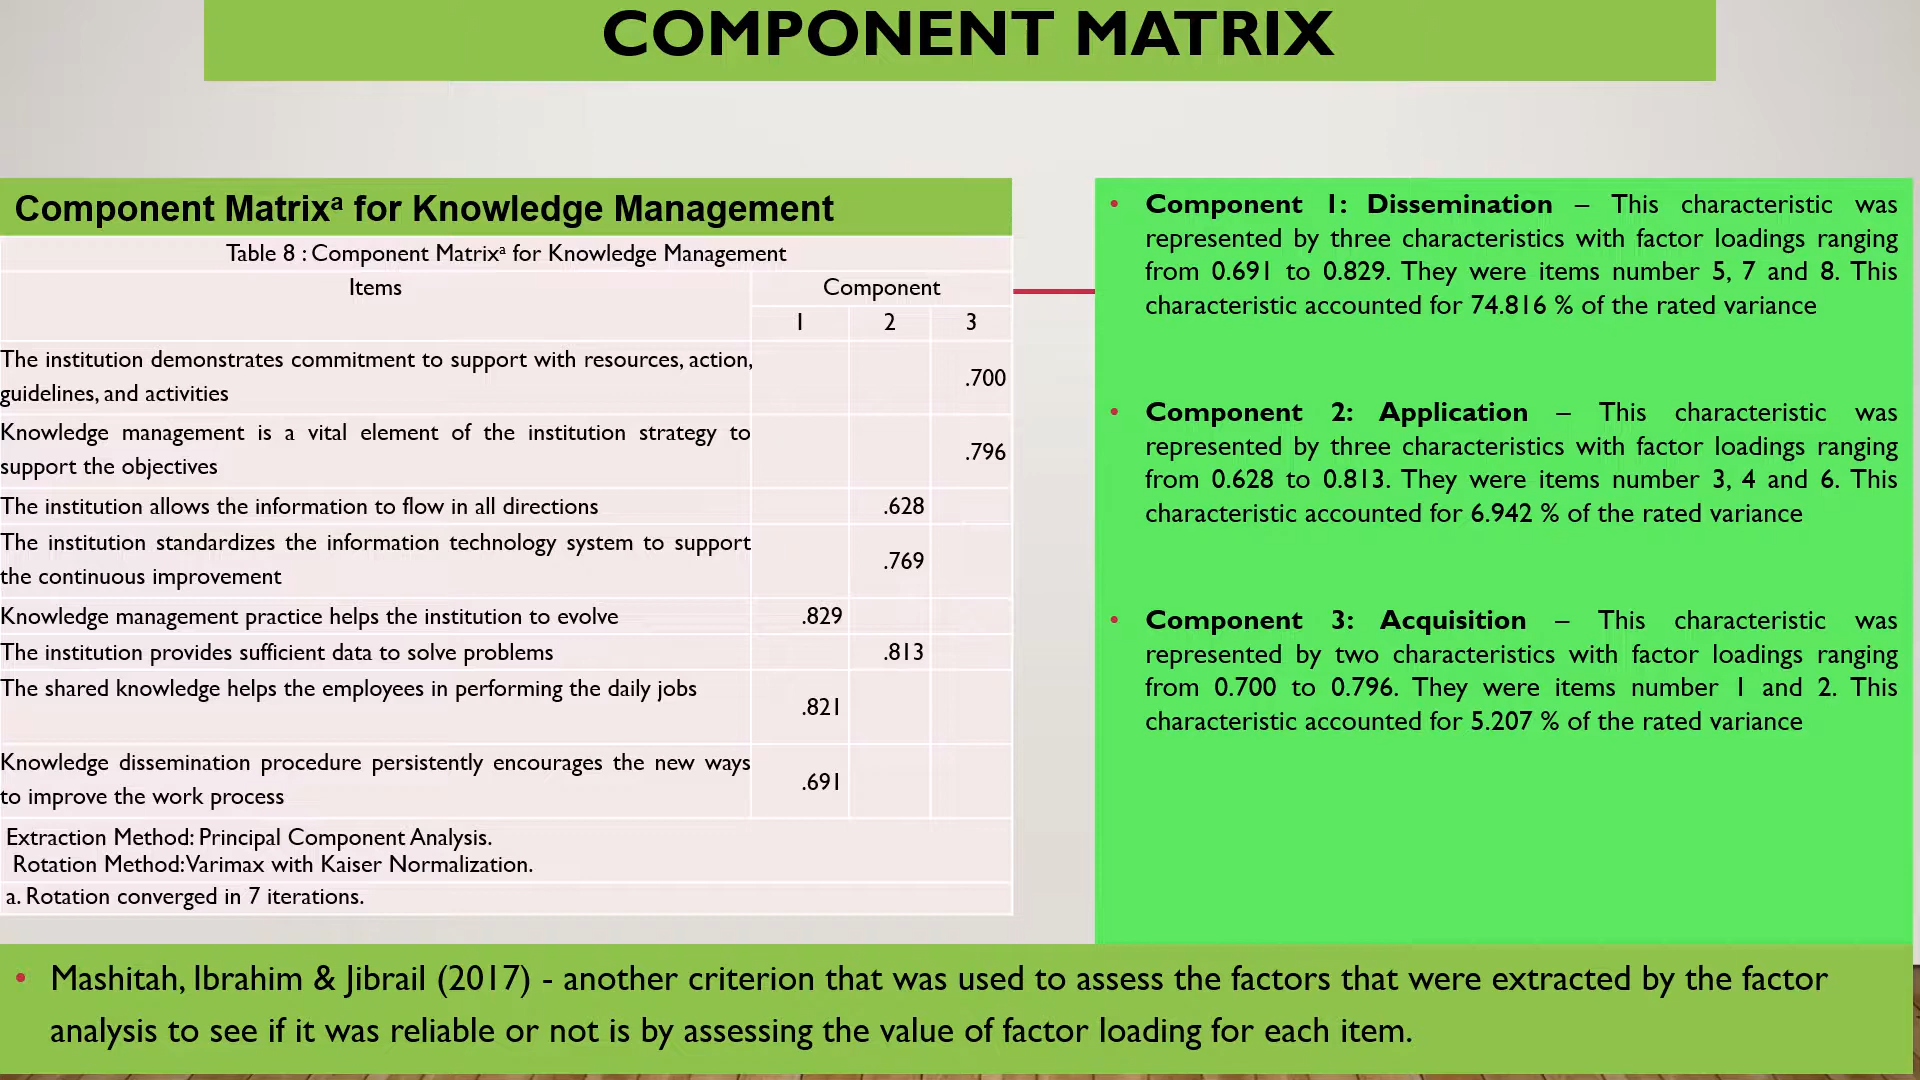 COMPONENT MATRIX
Component Matrixᵃ for Knowledge Management
Table 8 : Component Matrixᵃ for Knowledge Management
Items Component
1 2 3
The institution demonstrates commitment to support with resources, action,
guidelines, and activities
.700
Knowledge management is a vital element of the institution strategy to
support the objectives
.796
The institution allows the information to flow in all directions .628
The institution standardizes the information technology system to support
the continuous improvement
.769
Knowledge management practice helps the institution to evolve .829
The institution provides sufficient data to solve problems .813
The shared knowledge helps the employees in performing the daily jobs
.821
Knowledge dissemination procedure persistently encourages the new ways
to improve the work process
.691
Extraction Method: Principal Component Analysis.
Rotation Method: Varimax with Kaiser Normalization.
a. Rotation converged in 7 iterations.
• Component 1: Dissemination – This characteristic was
represented by three characteristics with factor loadings ranging
from 0.691 to 0.829. They were items number 5, 7 and 8. This
characteristic accounted for 74.816 % of the rated variance
• Component 2: Application – This characteristic was
represented by three characteristics with factor loadings ranging
from 0.628 to 0.813. They were items number 3, 4 and 6. This
characteristic accounted for 6.942 % of the rated variance
• Component 3: Acquisition – This characteristic was
represented by two characteristics with factor loadings ranging
from 0.700 to 0.796. They were items number 1 and 2. This
characteristic accounted for 5.207 % of the rated variance
• Mashitah, Ibrahim & Jibrail (2017) - another criterion that was used to assess the factors that were extracted by the factor
analysis to see if it was reliable or not is by assessing the value of factor loading for each item.